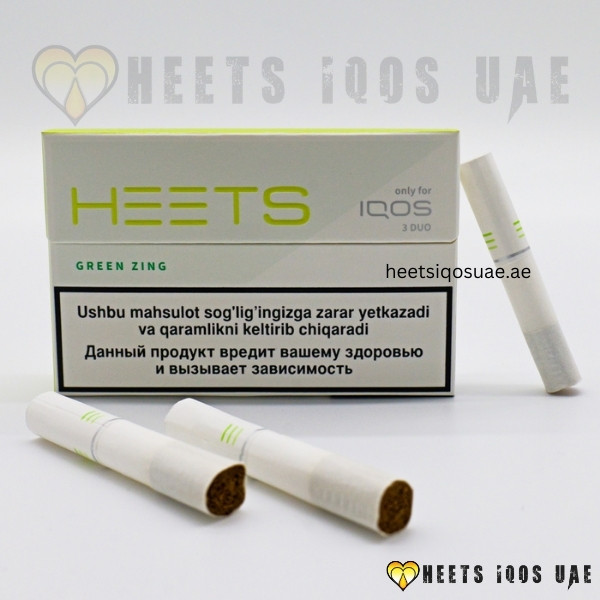 HEETS IQOS UAE
HEETS
only for
IQOS
3 DUO
GREEN ZING
heetsiqosuae.ae
Ushbu mahsulot sog'lig'ingizga zarar yetkazadi
va qaramlikni keltirib chiqaradi
Данный продукт вредит вашему здоровью
и вызывает зависимость
HEETS IQOS UAE